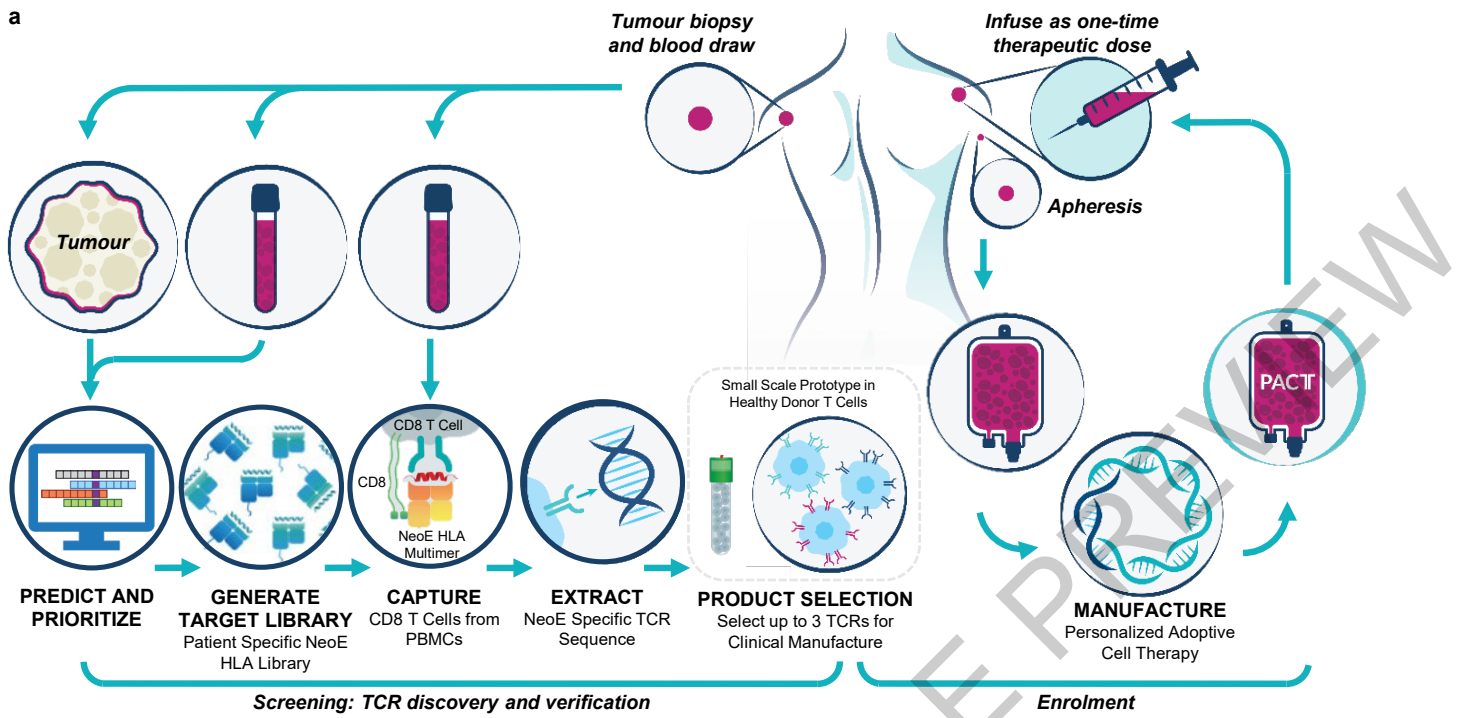 a
Tumour biopsy
and blood draw
Infuse as one-time
therapeutic dose
Tumour
Apheresis
Small Scale Prototype in
Healthy Donor T Cells
PACT
CD8 T Cell
CD8
NeoE HLA
Multimer
PREDICT AND
PRIORITIZE
GENERATE
TARGET LIBRARY
Patient Specific NeoE
HLA Library
CAPTURE
CD8 T Cells from
PBMCs
EXTRACT
NeoE Specific TCR
Sequence
PRODUCT SELECTION
Select up to 3 TCRs for
Clinical Manufacture
MANUFACTURE
Personalized Adoptive
Cell Therapy
Screening: TCR discovery and verification
Enrolment
E PREVIEW